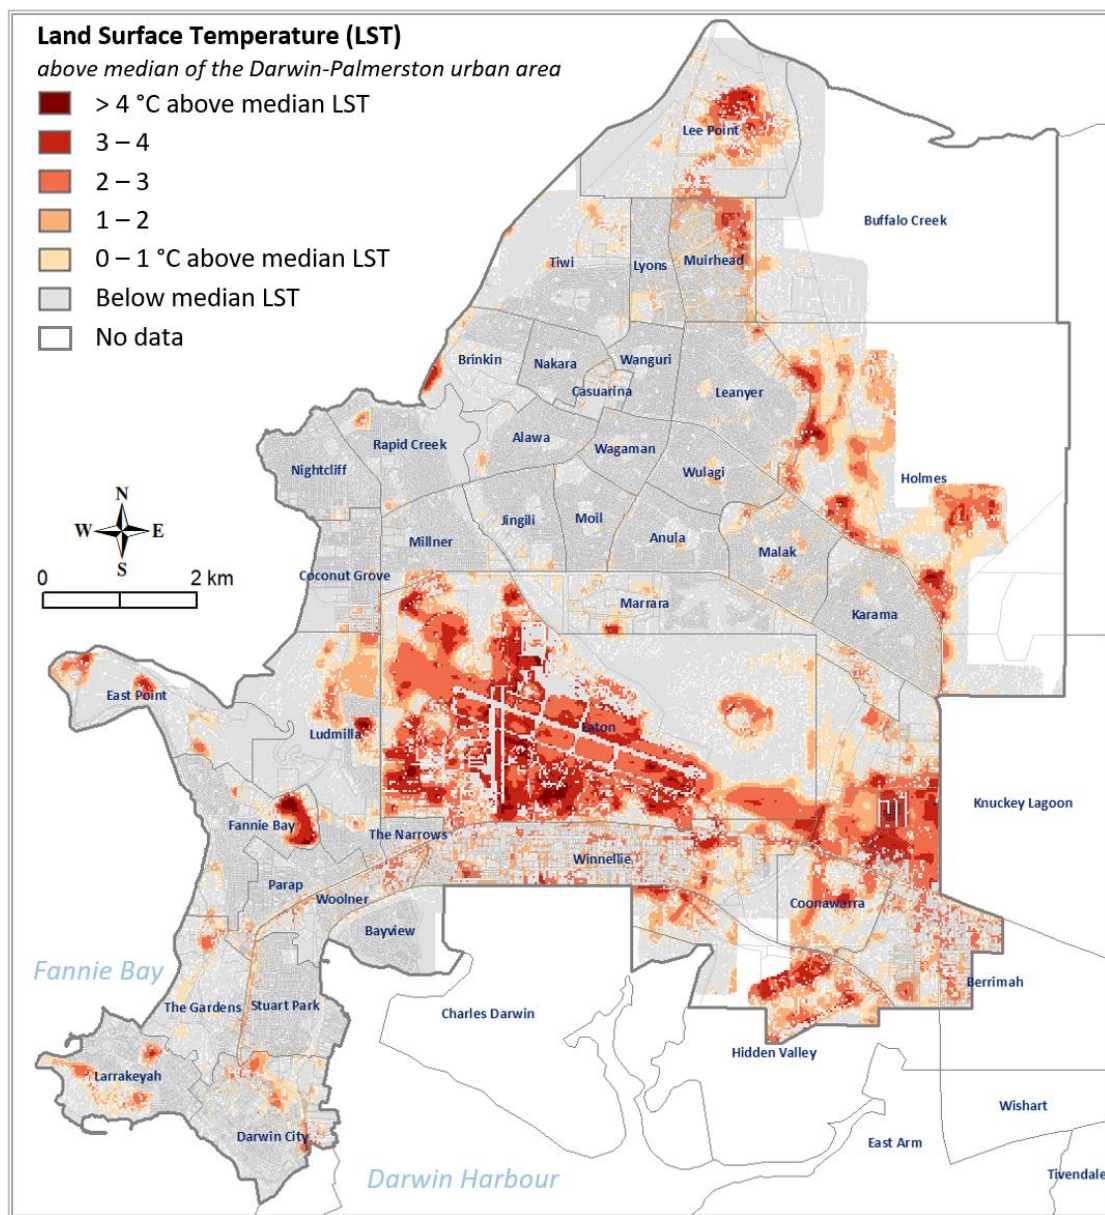 Land Surface Temperature (LST)
above median of the Darwin-Palmerston urban area
> 4 °C above median LST
3 – 4
2 – 3
1 – 2
0 – 1 °C above median LST
Below median LST
No data
Lee Point
Buffalo Creek
Tiwi
Lyons
Muirhead
Brinkin
Nakara
Wanguri
Casuarina
Leanyer
Rapid Creek
Alawa
Wagaman
Nightcliff
Wulagi
Holmes
N
W E
S
Millner
Jingili
Moil
Anula
Malak
0 2 km
Coconut Grove
Marrara
Karama
East Point
Ludmilla
Eaton
Knuckey Lagoon
Fannie Bay
The Narrows
Winnellie
Parap
Woolner
Coonawarra
Bayview
Fannie Bay
Berrimah
The Gardens
Stuart Park
Charles Darwin
Hidden Valley
Larrakeyah
Wishart
Darwin City
East Arm
Darwin Harbour
Tivendale